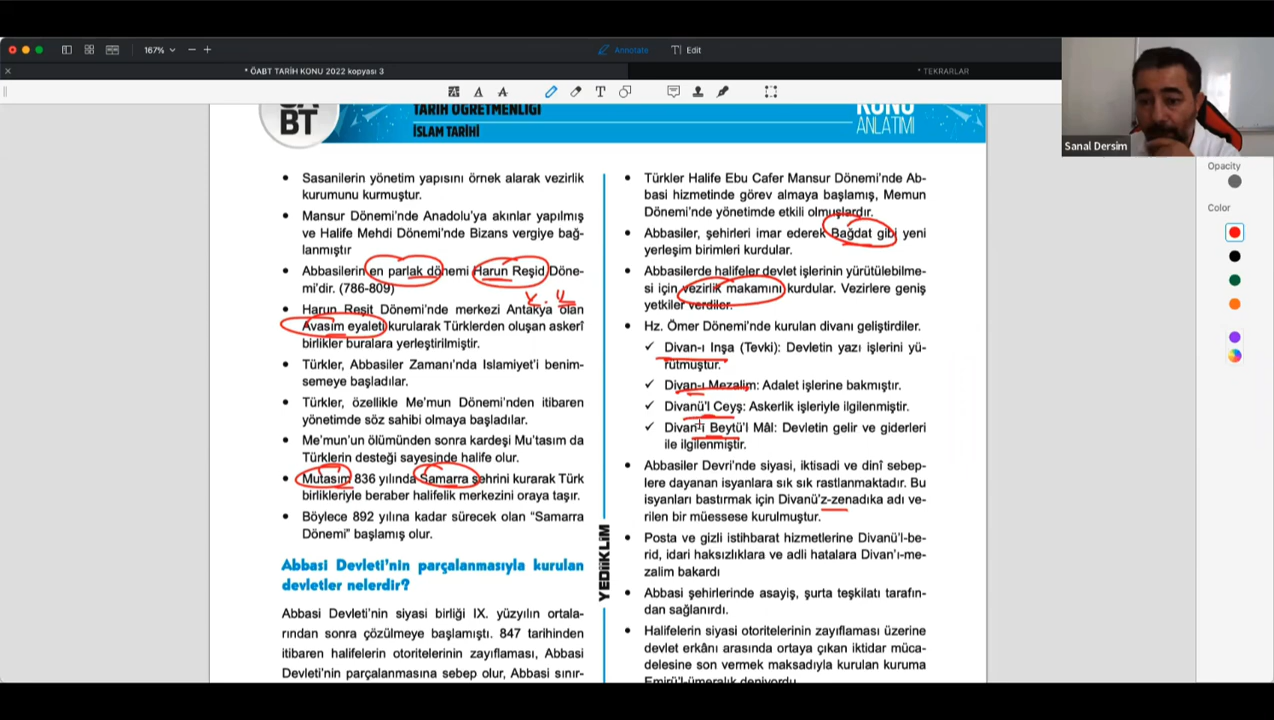 167%
Annotate
Edit
* ÖABT TARİH KONU 2022 kopyası 3
* TEKRARLAR
BT
TARİH ÖĞRETMENLİĞİ
İSLAM TARİHİ
KONU
ANLATIMI
Sanal Dersim
Opacity
Color
• Sasanilerin yönetim yapısını örnek alarak vezirlik
kurumunu kurmuştur.
• Mansur Dönemi'nde Anadolu'ya akınlar yapılmış
ve Halife Mehdi Dönemi'nde Bizans vergiye bağ-
lanmıştır
• Abbasilerin en parlak dönemi Harun Reşid Döne-
mi'dir. (786-809)
• Harun Reşit Dönemi'nde merkezi Antakya olan
Avasim eyaleti kurularak Türklerden oluşan askerî
birlikler buralara yerleştirilmiştir.
• Türkler, Abbasiler Zamanı'nda Islamiyet'i benim-
semeye başladılar.
• Türkler, özellikle Me'mun Dönemi'nden itibaren
yönetimde söz sahibi olmaya başladılar.
• Me'mun'un ölümünden sonra kardeşi Mu'tasım da
Türklerin desteği sayesinde halife olur.
• Mutasım 836 yılında Samarra şehrini kurarak Türk
birlikleriyle beraber halifelik merkezini oraya taşır.
• Böylece 892 yılına kadar sürecek olan “Samarra
Dönemi” başlamış olur.
Abbasi Devleti'nin parçalanmasıyla kurulan
devletler nelerdir?
Abbasi Devleti'nin siyasi birliği IX. yüzyılın ortala-
rından sonra çözülmeye başlamıştı. 847 tarihinden
itibaren halifelerin otoritelerinin zayıflaması, Abbasi
Devleti'nin parçalanmasına sebep olur, Abbasi sınır-
YEDİİKLİM
• Türkler Halife Ebu Cafer Mansur Dönemi'nde Ab-
basi hizmetinde görev almaya başlamış, Memun
Dönemi'nde yönetimde etkili olmuşlardır.
• Abbasiler, şehirleri imar ederek Bağdat gibi yeni
yerleşim birimleri kurdular.
• Abbasilerde halifeler devlet işlerinin yürütülebilme-
si için vezirlik makamını kurdular. Vezirlere geniş
yetkiler verdiler.
• Hz. Ömer Dönemi'nde kurulan divanı geliştirdiler.
✓ Divan-ı Inşa (Tevki): Devletin yazı işlerini yü-
rütmüştür.
✓ Divan-ı Mezalim: Adalet işlerine bakmıştır.
✓ Divanü'l Ceyş: Askerlik işleriyle ilgilenmiştir.
✓ Divan-ı Beytü'l Mâl: Devletin gelir ve giderleri
ile ilgilenmiştir.
• Abbasiler Devri'nde siyasi, iktisadi ve dinî sebep-
lere dayanan isyanlara sık sık rastlanmaktadır. Bu
isyanları bastırmak için Divanü'z-zenadıka adı ve-
rilen bir müessese kurulmuştur.
• Posta ve gizli istihbarat hizmetlerine Divanü'l-be-
rid, idari haksızlıklara ve adli hatalara Divan'ı-me-
zalim bakardı
• Abbasi şehirlerinde asayiş, şurta teşkilatı tarafın-
dan sağlanırdı.
• Halifelerin siyasi otoritelerinin zayıflaması üzerine
devlet erkânı arasında ortaya çıkan iktidar müca-
delesine son vermek maksadıyla kurulan kuruma
Emirü'l-ümeralık deniyordu